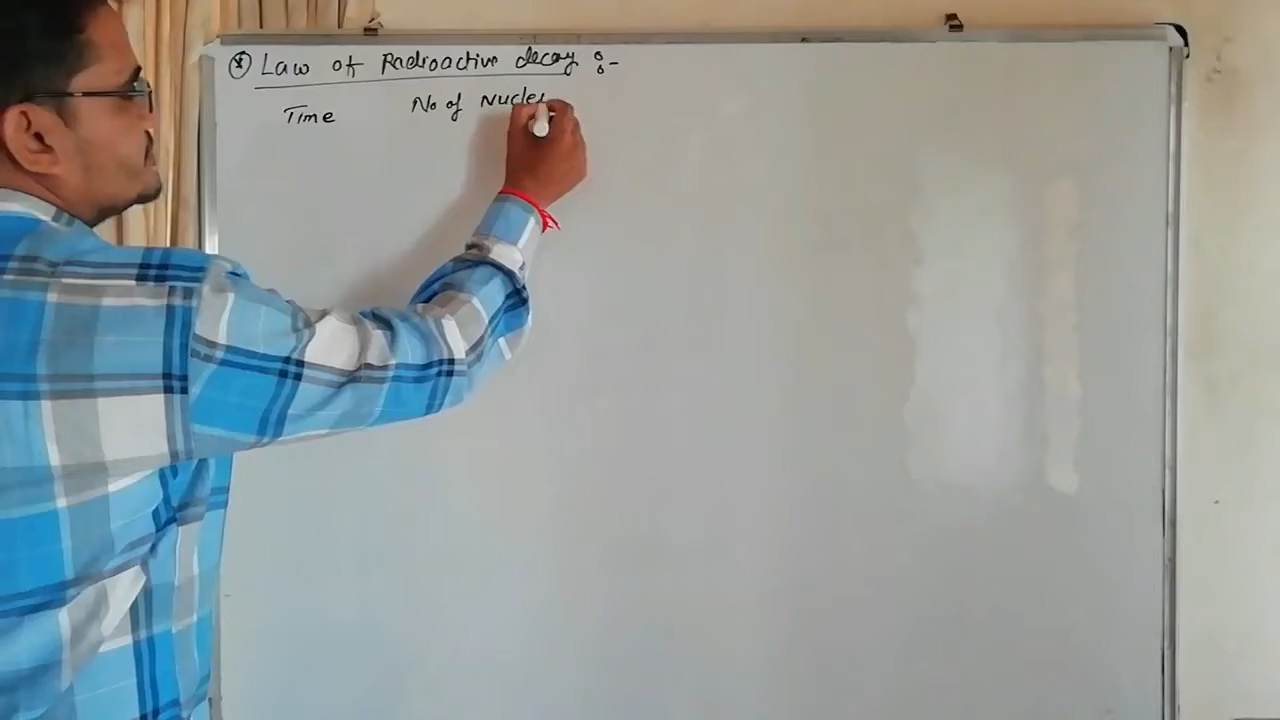 * Law of Radioactive decay :-
Time No of Nucle